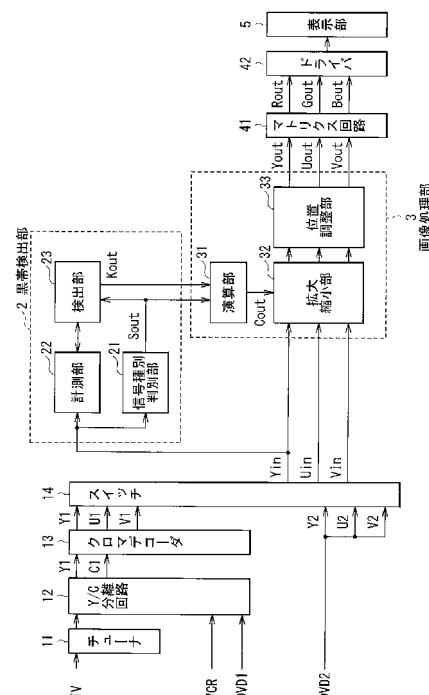 TV
11
チューナ
VCR
DVD1
DVD2
12
Y/C
分離
回路
Y1
C1
13
クロマデコーダ
Y1
U1
V1
Y2
U2
V2
14
スイッチ
Yin
Uin
Vin
2 黒帯検出部
22
計測部
23
検出部
21
信号種別
判別部
Sout
Kout
31
演算部
Cout
32
拡大
縮小部
33
位置
調整部
3
画像処理部
Yout
Uout
Vout
41
マトリクス回路
Rout
Gout
Bout
42
ドライバ
5
表示部